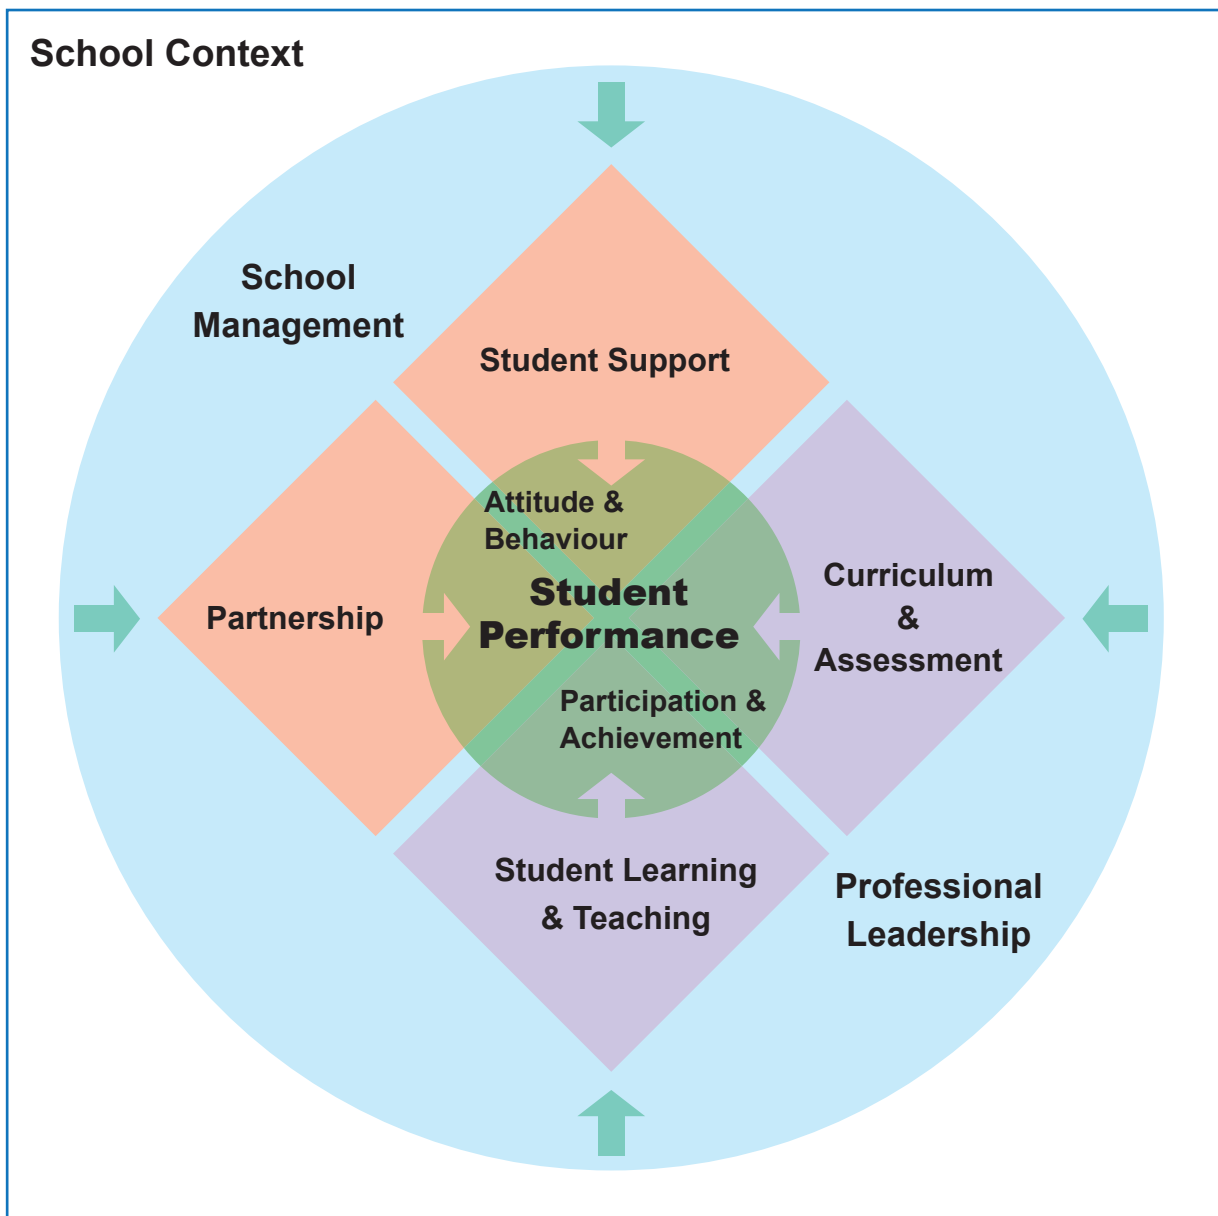 School Context
School
Management
Student Support
Attitude &
Behaviour
Partnership
Student
Performance
Curriculum
&
Assessment
Participation &
Achievement
Student Learning
& Teaching
Professional
Leadership